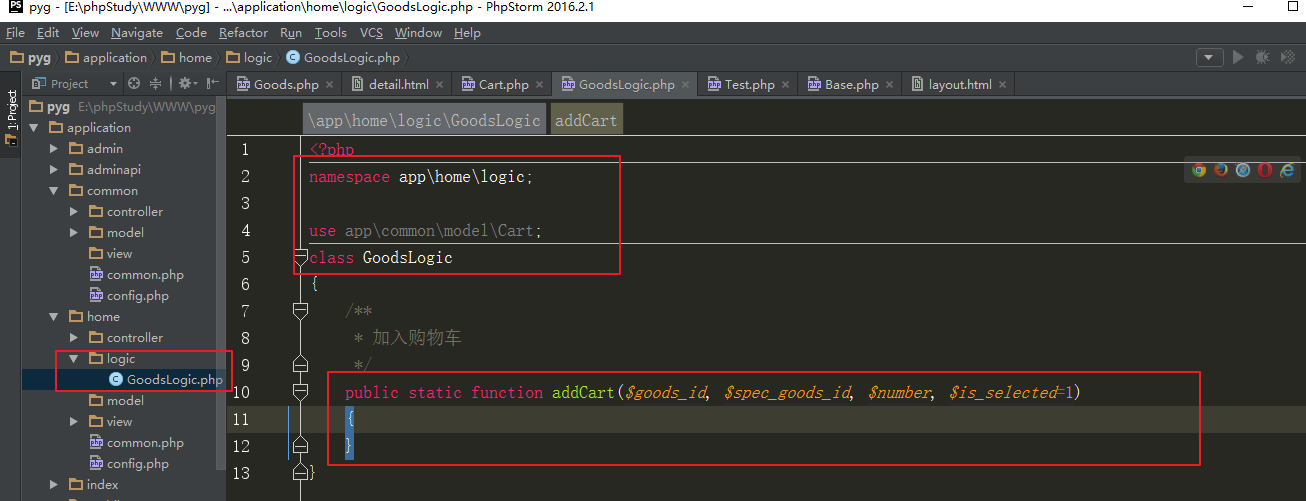 pyg - [E:\phpStudy\WWW\pyg] - ...\application\home\logic\GoodsLogic.php - PhpStorm 2016.2.1
File Edit View Navigate Code Refactor Run Tools VCS Window Help
pyg application home logic GoodsLogic.php
1: Project
Project
Goods.php detail.html Cart.php GoodsLogic.php Test.php Base.php layout.html
pyg E:\phpStudy\WWW\pyg
application
admin
adminapi
common
controller
model
view
common.php
config.php
home
controller
logic
GoodsLogic.php
model
view
common.php
config.php
index
\app\home\logic\GoodsLogic addCart
1 <?php
2 namespace app\home\logic;
3
4 use app\common\model\Cart;
5 class GoodsLogic
6 {
7 /**
8 * 加入购物车
9 */
10 public static function addCart($goods_id, $spec_goods_id, $number, $is_selected=1)
11 {
12 }
13 }